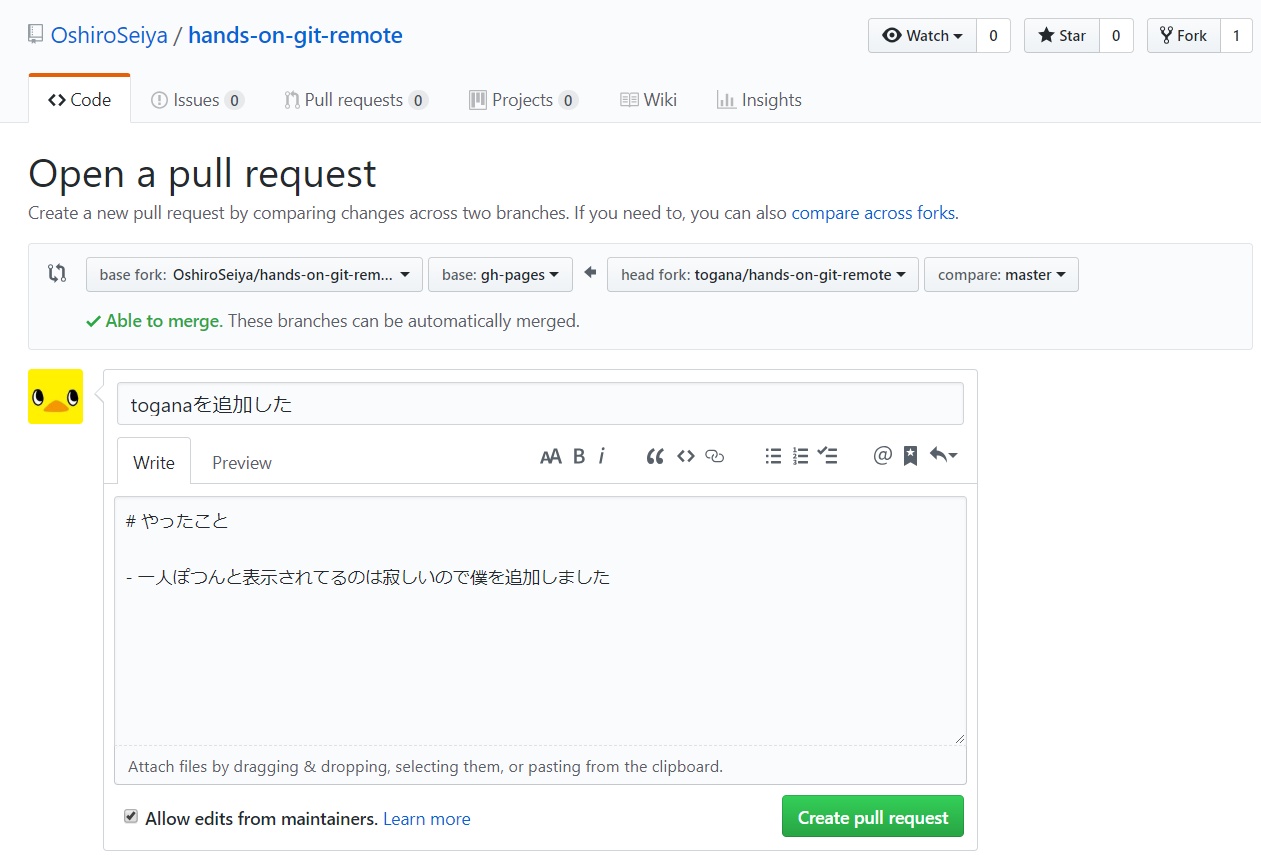 OshiroSeiya / hands-on-git-remote
Watch 0 Star 0 Fork 1
Code Issues 0 Pull requests 0 Projects 0 Wiki Insights
Open a pull request
Create a new pull request by comparing changes across two branches. If you need to, you can also compare across forks.
base fork: OshiroSeiya/hands-on-git-rem... base: gh-pages head fork: togana/hands-on-git-remote compare: master
Able to merge. These branches can be automatically merged.
toganaを追加した
Write Preview AA B i
# やったこと
- 一人ぽつんと表示されてるのは寂しいので僕を追加しました
Attach files by dragging & dropping, selecting them, or pasting from the clipboard.
Allow edits from maintainers. Learn more
Create pull request